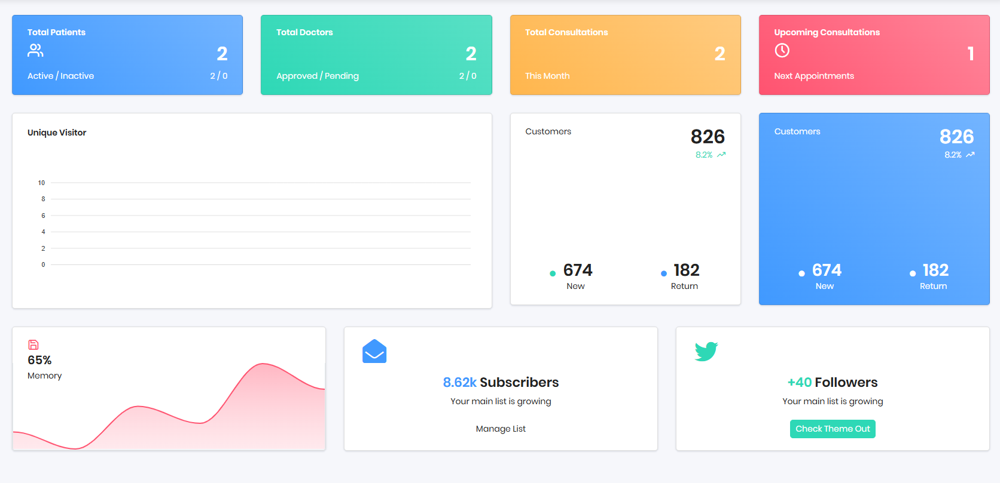 Total Patients
2
Active / Inactive 2 / 0
Total Doctors
2
Approved / Pending 2 / 0
Total Consultations
2
This Month
Upcoming Consultations
1
Next Appointments
Unique Visitor
10
8
6
4
2
0
Customers 826
8.2%
674 182
New Return
Customers 826
8.2%
674 182
New Return
65%
Memory
8.62k Subscribers
Your main list is growing
Manage List
+40 Followers
Your main list is growing
Check Theme Out